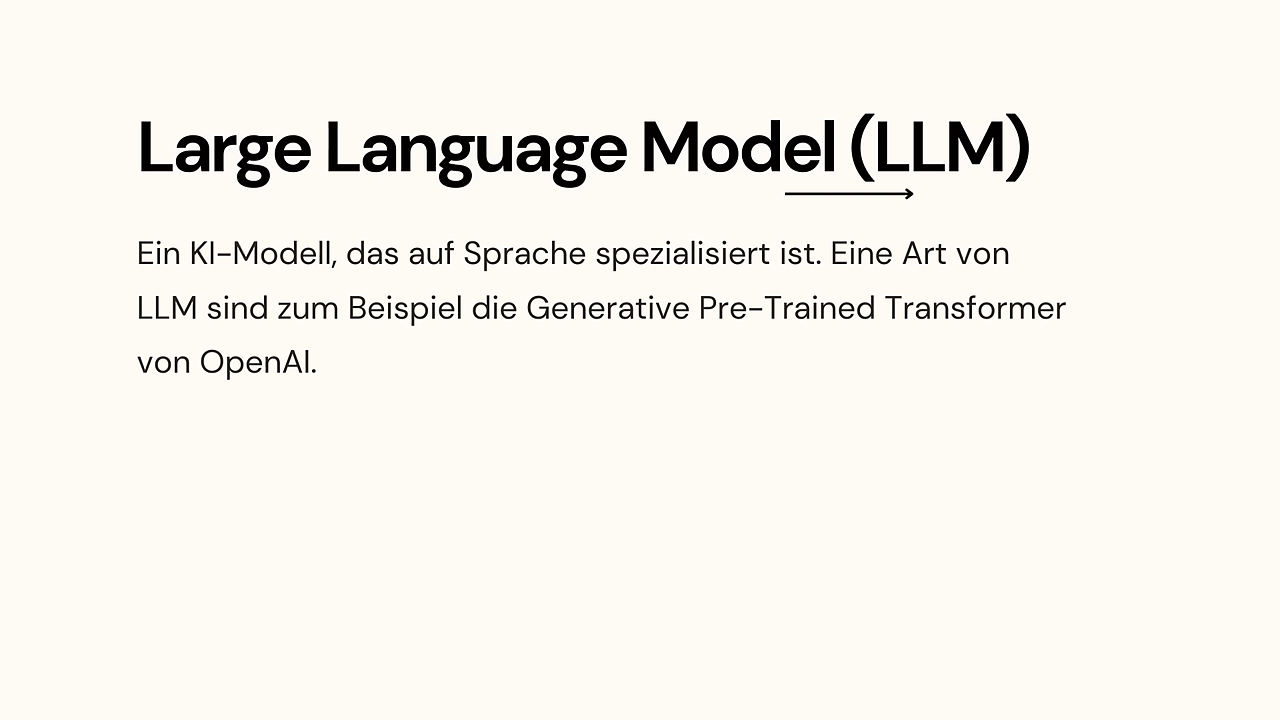 Large Language Model (LLM)
Ein KI-Modell, das auf Sprache spezialisiert ist. Eine Art von
LLM sind zum Beispiel die Generative Pre-Trained Transformer
von OpenAI.